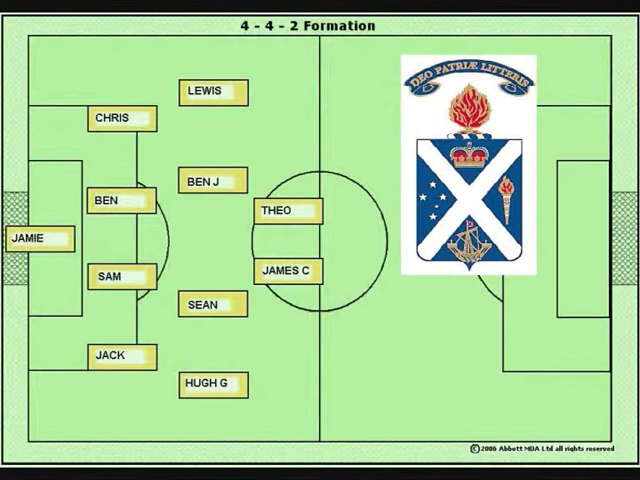 4 - 4 - 2 Formation
DEO PATRIÆ LITTERIS
LEWIS
CHRIS
BEN J
BEN
THEO
JAMIE
JAMES C
SAM
SEAN
JACK
HUGH G
©2006 Abbott MDA Ltd all rights reserved